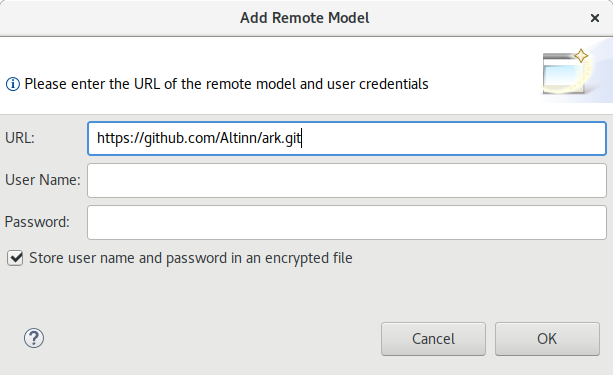 Add Remote Model
Please enter the URL of the remote model and user credentials
URL: https://github.com/Altinn/ark.git
User Name:
Password:
Store user name and password in an encrypted file
Cancel OK